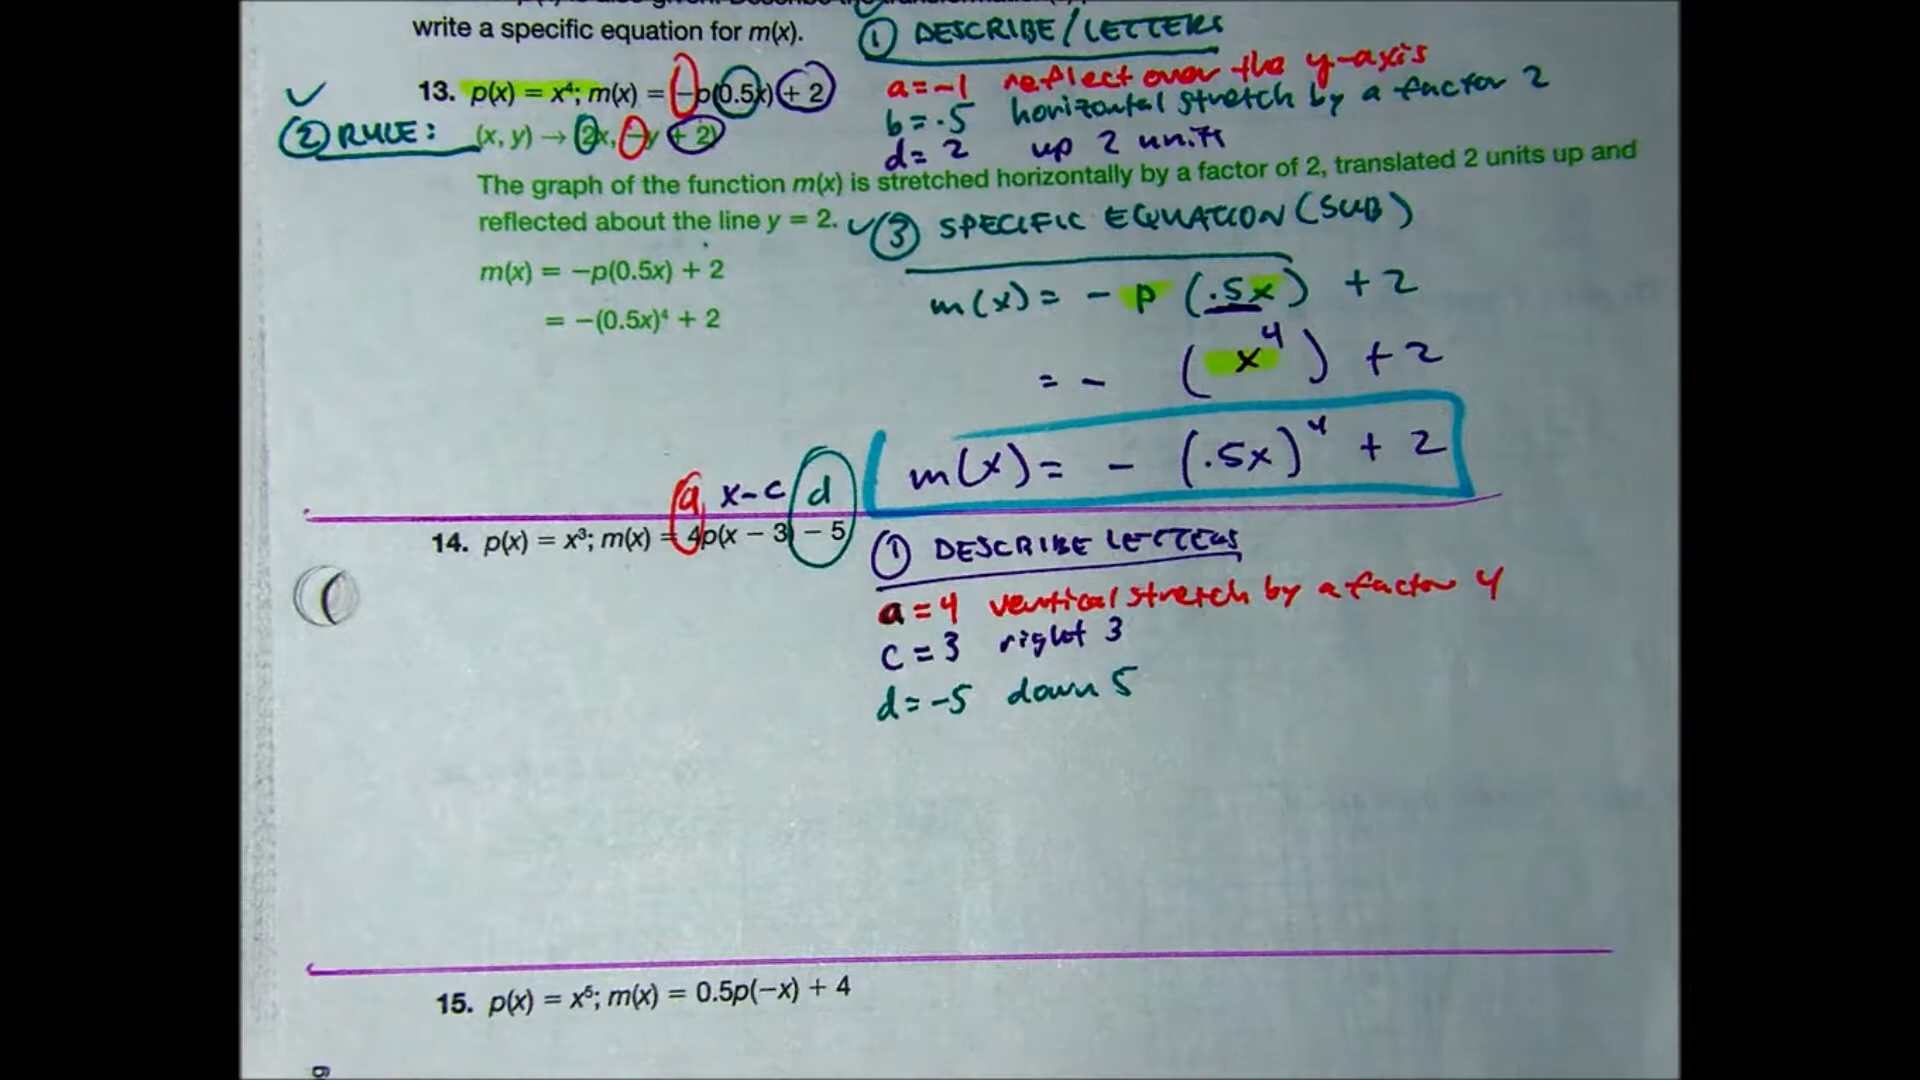 write a specific equation for m(x).
① DESCRIBE/LETTERS
13. p(x) = x⁴; m(x) = −p(0.5x) + 2
a=-1 reflect over the y-axis
b=.5 horizontal stretch by a factor 2
② RULE: (x, y) → (2x, −y + 2)
d=2 up 2 units
The graph of the function m(x) is stretched horizontally by a factor of 2, translated 2 units up and
reflected about the line y = 2.
③ SPECIFIC EQUATION (SUB)
m(x) = −p(0.5x) + 2
= −(0.5x)⁴ + 2
m(x) = - p (.5x) + 2
= - (x⁴) + 2
m(x) = - (.5x)⁴ + 2
a x-c d
14. p(x) = x³; m(x) = 4p(x − 3) − 5
① DESCRIBE LETTERS
a=4 vertical stretch by a factor 4
c=3 right 3
d=-5 down 5
15. p(x) = x⁵; m(x) = 0.5p(−x) + 4